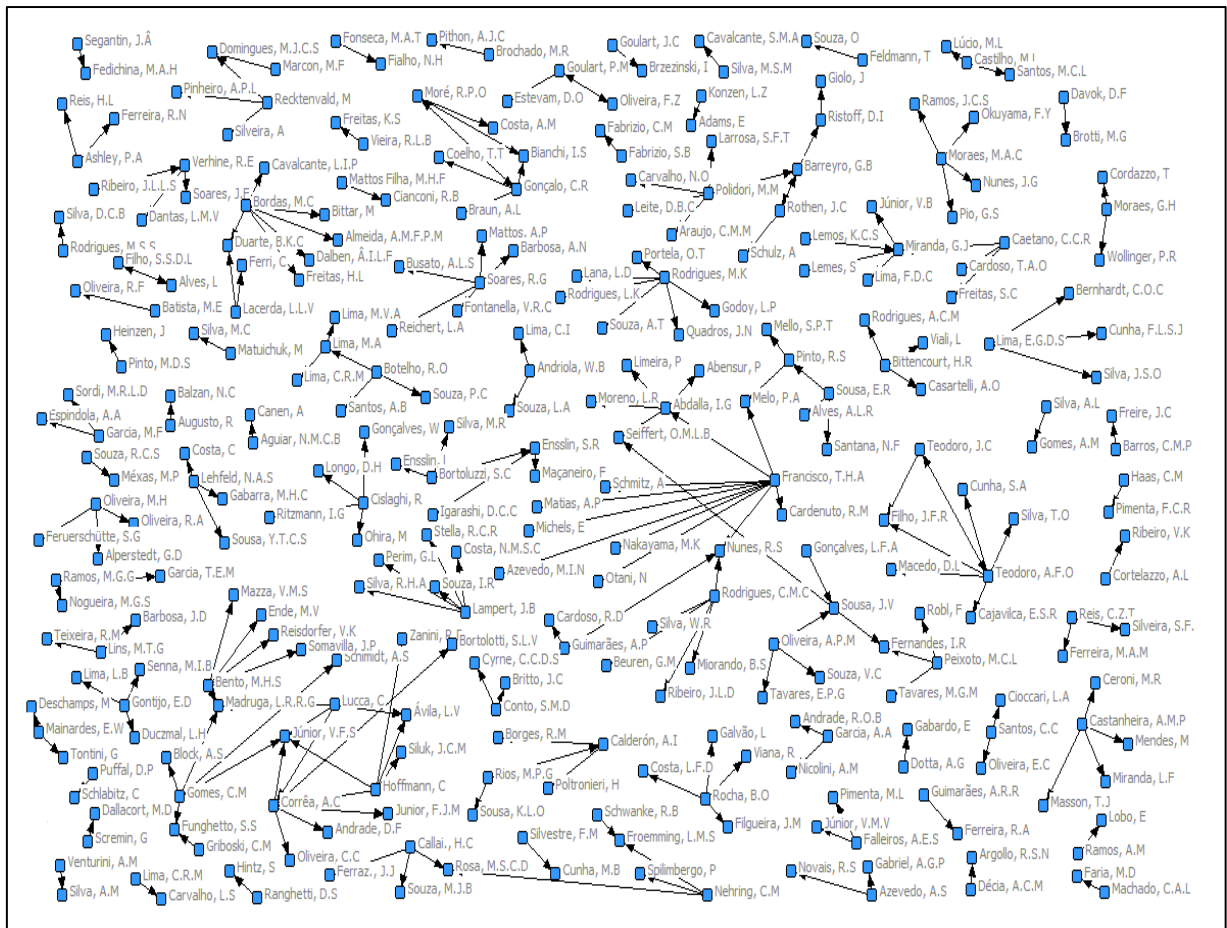 Segantin, J.Â
Fedichina, M.A.H
Domingues, M.J.C.S
Marcon, M.F
Fonseca, M.A.T
Fialho, N.H
Pithon, A.J.C
Brochado, M.R
Goulart, J.C
Brzezinski, I
Cavalcante, S.M.A
Silva, M.S.M
Souza, O
Feldmann, T
Lúcio, M.L
Castilho, M.I
Santos, M.C.L
Pinheiro, A.P.L
Recktenvald, M
Silveira, A
Goulart, P.M
Estevam, D.O
Oliveira, F.Z
Konzen, L.Z
Adams, E
Giolo, J
Ristoff, D.I
Reis, H.L
Ferreira, R.N
Ashley, P.A
Freitas, K.S
Vieira, R.L.B
Moré, R.P.O
Costa, A.M
Coelho, T.T
Bianchi, I.S
Gonçalo, C.R
Braun, A.L
Fabrizio, C.M
Fabrizio, S.B
Larrosa, S.F.T
Barreyro, G.B
Ramos, J.C.S
Okuyama, F.Y
Moraes, M.A.C
Nunes, J.G
Pio, G.S
Davok, D.F
Brotti, M.G
Verhine, R.E
Ribeiro, J.L.L.S
Soares, J.F
Dantas, L.M.V
Cavalcante, L.I.P
Bordas, M.C
Bittar, M
Mattos Filha, M.H.F
Cianconi, R.B
Carvalho, N.O
Polidori, M.M
Leite, D.B.C
Araujo, C.M.M
Rothen, J.C
Schulz, A
Júnior, V.B
Lemos, K.C.S
Miranda, G.J
Lemos, S
Lima, F.D.C
Caetano, C.C.R
Cardoso, T.A.O
Freitas, S.C
Cordazzo, T
Moraes, G.H
Wollinger, P.R
Silva, D.C.B
Rodrigues, M.S.S
Almeida, A.M.F.P.M
Duarte, B.K.C
Dalben, A.I.L.F
Ferri, C
Freitas, H.L
Lacerda, L.L.V
Filho, S.S.D.L
Alves, L
Oliveira, R.F
Batista, M.E
Mattos. A.P
Barbosa, A.N
Busato, A.L.S
Soares, R.G
Fontanella, V.R.C
Reichert, L.A
Portela, O.T
Lana, L.D
Rodrigues, M.K
Rodrigues, L.K
Godoy, L.P
Souza, A.T
Quadros, J.N
Bernhardt, C.O.C
Lima, E.G.D.S
Cunha, F.L.S.J
Silva, J.S.O
Heinzen, J
Pinto, M.D.S
Silva, M.C
Matuichuk, M
Lima, M.V.A
Lima, M.A
Lima, C.R.M
Botelho, R.O
Souza, P.C
Santos, A.B
Lima, C.I
Andriola, W.B
Souza, L.A
Mello, S.P.T
Pinto, R.S
Melo, P.A
Sousa, E.R
Alves, A.L.R
Santana, N.F
Rodrigues, A.C.M
Viali, L
Bittencourt, H.R
Casartelli, A.O
Limeira, P
Abensur, P
Moreno, L.R
Abdalla, I.G
Seiffert, O.M.L.B
Sordi, M.R.L.D
Espindola, A.A
Garcia, M.F
Balzan, N.C
Augusto, R
Canen, A
Aguiar, N.M.C.B
Gonçalves, W
Longo, D.H
Cislaghi, R
Ritzmann, I.G
Ohira, M
Silva, M.R
Bortoluzzi, S.C
Ensslin, S.R
Maçaneiro, F
Igarashi, D.C.C
Silva, A.L
Gomes, A.M
Freire, J.C
Barros, C.M.P
Souza, R.C.S
Méxas, M.P
Costa, C
Lehfeld, N.A.S
Gabarra, M.H.C
Sousa, Y.T.C.S
Schmitz, A
Matias, A.P
Michels, E
Francisco, T.H.A
Cardenuto, R.M
Nakayama, M.K
Azevedo, M.I.N
Otani, N
Teodoro, J.C
Cunha, S.A
Filho, J.F.R
Silva, T.O
Macedo, D.L
Teodoro, A.F.O
Cajavilca, E.S.R
Haas, C.M
Pimenta, F.C.R
Ribeiro, V.K
Cortelazzo, A.L
Oliveira, M.H
Oliveira, R.A
Feruerschütte, S.G
Alperstedt, G.D
Stella, R.C.R
Perim, G.L
Costa, N.M.S.C
Silva, R.H.A
Souza, I.R
Lampert, J.B
Nunes, R.S
Rodrigues, C.M.C
Cardoso, R.D
Guimarães, A.P
Silva, W.R
Beuren, G.M
Miorando, B.S
Ribeiro, J.L.D
Gonçalves, L.F.A
Sousa, J.V
Oliveira, A.P.M
Souza, V.C
Tavares, E.P.G
Robl, F
Fernandes, I.R
Peixoto, M.C.L
Tavares, M.G.M
Reis, C.Z.T
Silveira, S.F.
Ferreira, M.A.M
Ramos, M.G.G
Garcia, T.E.M
Nogueira, M.G.S
Barbosa, J.D
Teixeira, R.M
Lins, M.T.G
Mazza, V.M.S
Ende, M.V
Reisdorfer, V.K
Somavilla, J.P
Bento, M.H.S
Madruga, L.R.R.G
Schimidt, A.S
Bortolotti, S.L.V
Lucca, C
Ávila, L.V
Siluk, J.C.M
Júnior, V.F.S
Hoffmann, C
Corrêa, A.C
Junior, F.J.M
Andrade, D.F
Oliveira, C.C
Lima, L.B
Senna, M.I.B
Gontijo, E.D
Duczmal, L.H
Deschamps, M
Mainardes, E.W
Tontini, G
Block, A.S
Gomes, C.M
Funghetto, S.S
Griboski, C.M
Cyrne, C.C.D.S
Britto, J.C
Conto, S.M.D
Borges, R.M
Calderón, A.I
Poltronieri, H
Rios, M.P.G
Sousa, K.L.O
Galvão, L
Viana, R
Costa, L.F.D
Rocha, B.O
Filgueira, J.M
Andrade, R.O.B
Garcia, A.A
Nicolini, A.M
Gabardo, E
Dotta, A.G
Cioccari, L.A
Santos, C.C
Oliveira, E.C
Ceroni, M.R
Castanheira, A.M.P
Mendes, M
Miranda, L.F
Masson, T.J
Puffal, D.P
Schlabitz, C
Dallacort, M.D
Scremin, G
Venturini, A.M
Silva, A.M
Lima, C.R.M
Carvalho, L.S
Hintz, S
Ranghetti, D.S
Callai., H.C
Ferraz., J.J
Souza, M.J.B
Rosa, M.S.C.D
Silvestre, F.M
Cunha, M.B
Schwanke, R.B
Froemming, L.M.S
Spilimbergo, P
Nehring, C.M
Pimenta, M.L
Júnior, V.M.V
Falleiros, A.E.S
Novais, R.S
Gabriel, A.G.P
Azevedo, A.S
Guimarães, A.R.R
Ferreira, R.A
Argollo, R.S.N
Décia, A.C.M
Lobo, E
Ramos, A.M
Faria, M.D
Machado, C.A.L